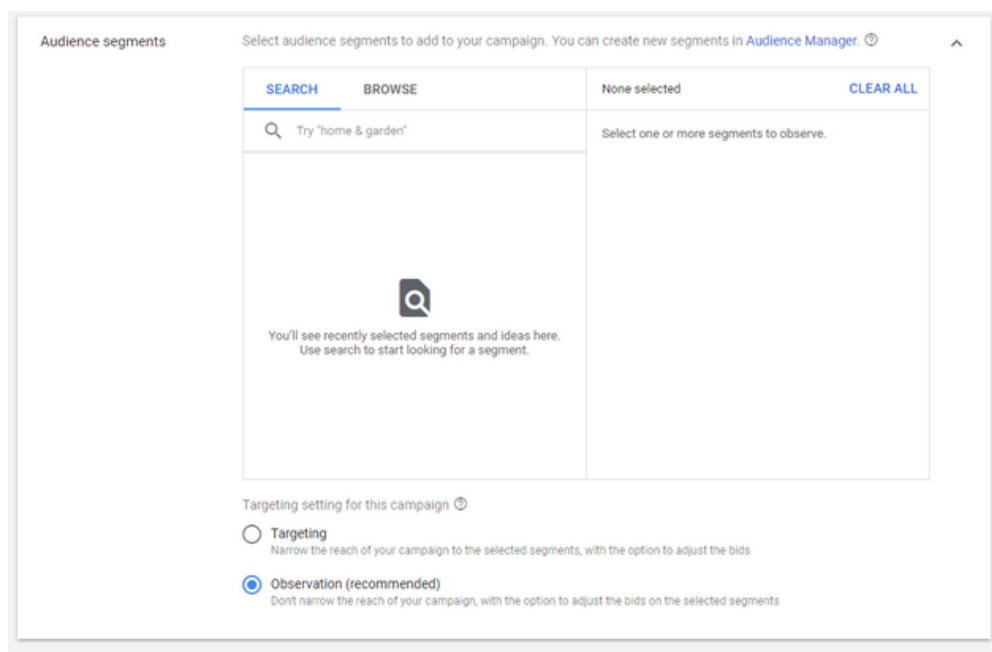 Audience segments
Select audience segments to add to your campaign. You can create new segments in Audience Manager.
SEARCH BROWSE
None selected CLEAR ALL
Try "home & garden"
Select one or more segments to observe.
You'll see recently selected segments and ideas here.
Use search to start looking for a segment.
Targeting setting for this campaign
Targeting
Narrow the reach of your campaign to the selected segments, with the option to adjust the bids
Observation (recommended)
Don't narrow the reach of your campaign, with the option to adjust the bids on the selected segments